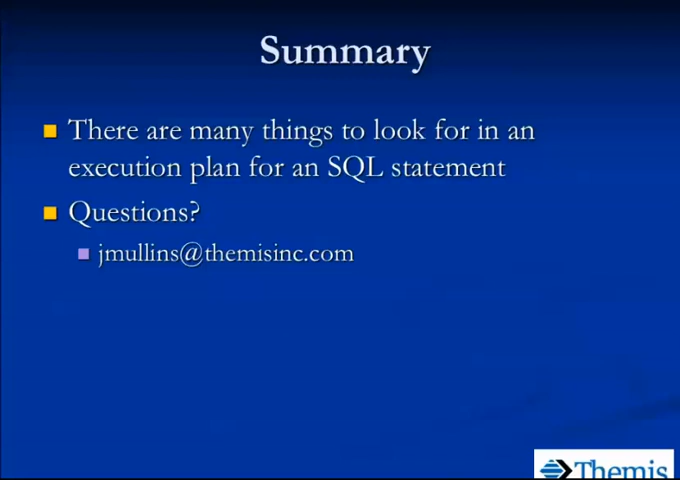 Summary
There are many things to look for in an
execution plan for an SQL statement
Questions?
jmullins@themisinc.com
Themis